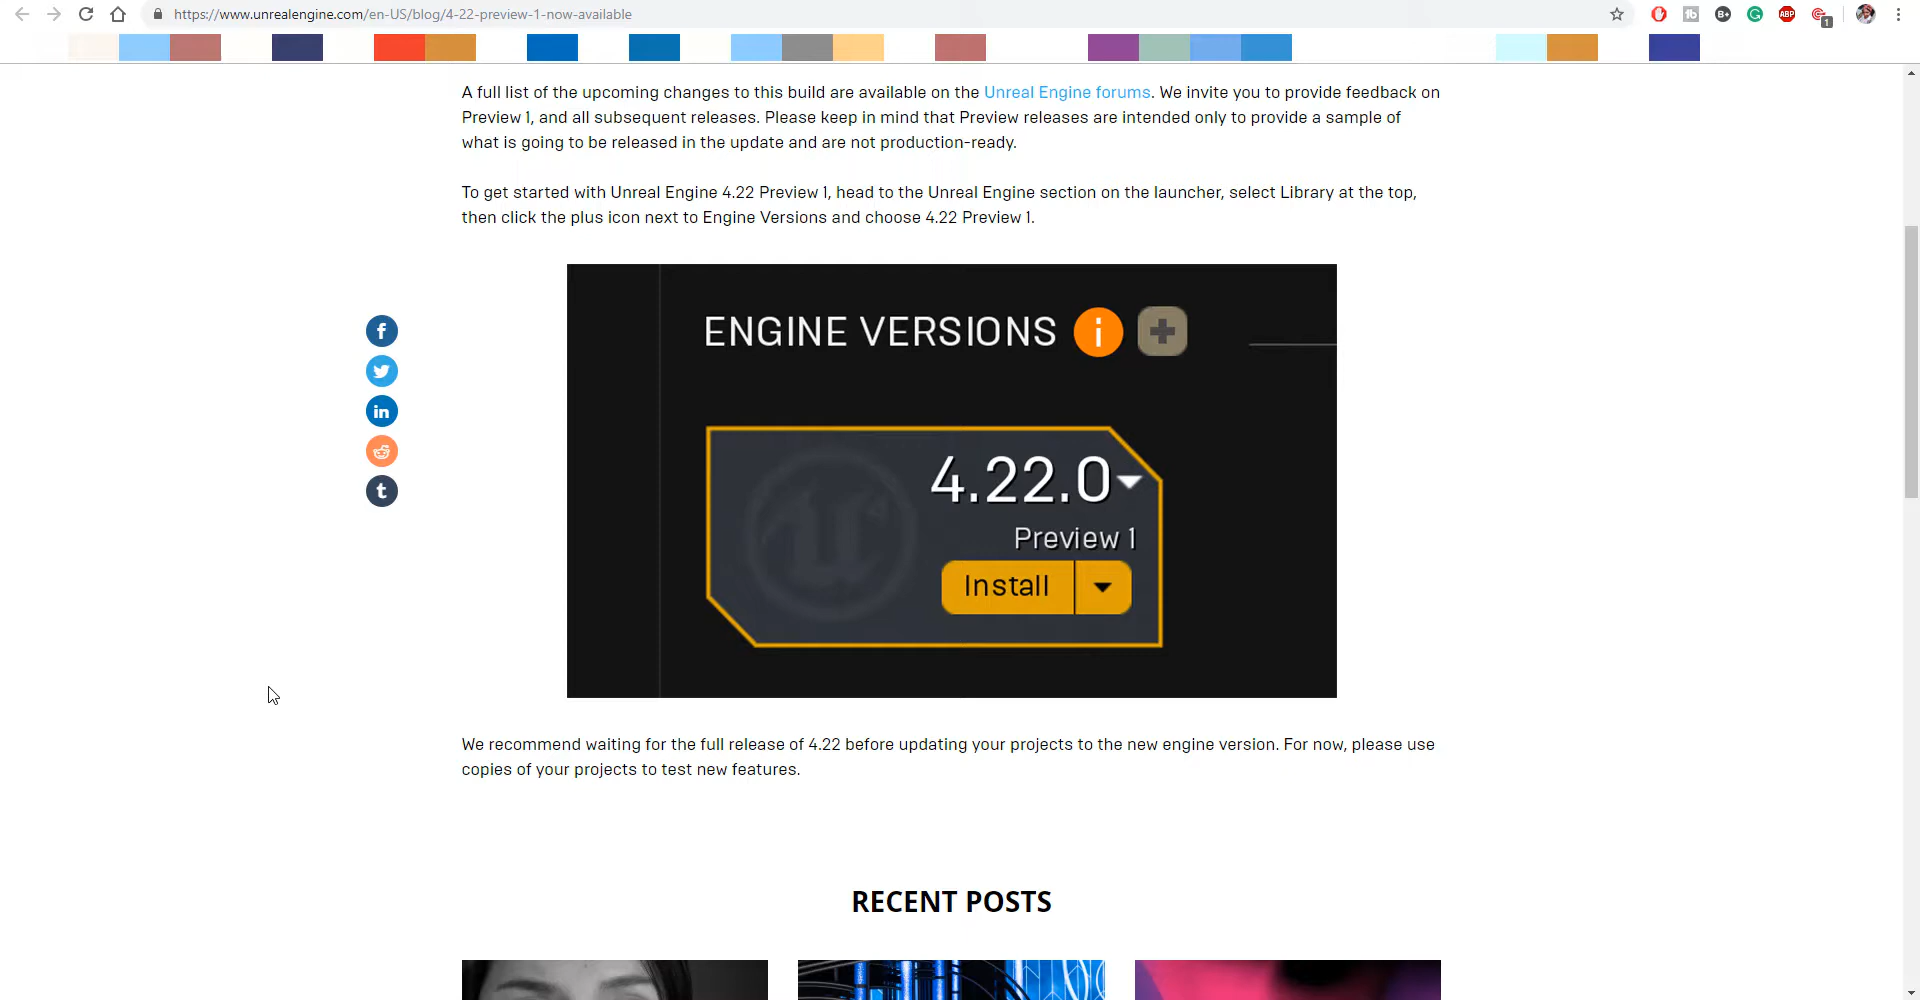 https://www.unrealengine.com/en-US/blog/4-22-preview-1-now-available
tb
B+
G
ABP
1
A full list of the upcoming changes to this build are available on the Unreal Engine forums. We invite you to provide feedback on
Preview 1, and all subsequent releases. Please keep in mind that Preview releases are intended only to provide a sample of
what is going to be released in the update and are not production-ready.
To get started with Unreal Engine 4.22 Preview 1, head to the Unreal Engine section on the launcher, select Library at the top,
then click the plus icon next to Engine Versions and choose 4.22 Preview 1.
ENGINE VERSIONS i
4.22.0
Preview 1
Install
f
in
t
We recommend waiting for the full release of 4.22 before updating your projects to the new engine version. For now, please use
copies of your projects to test new features.
RECENT POSTS